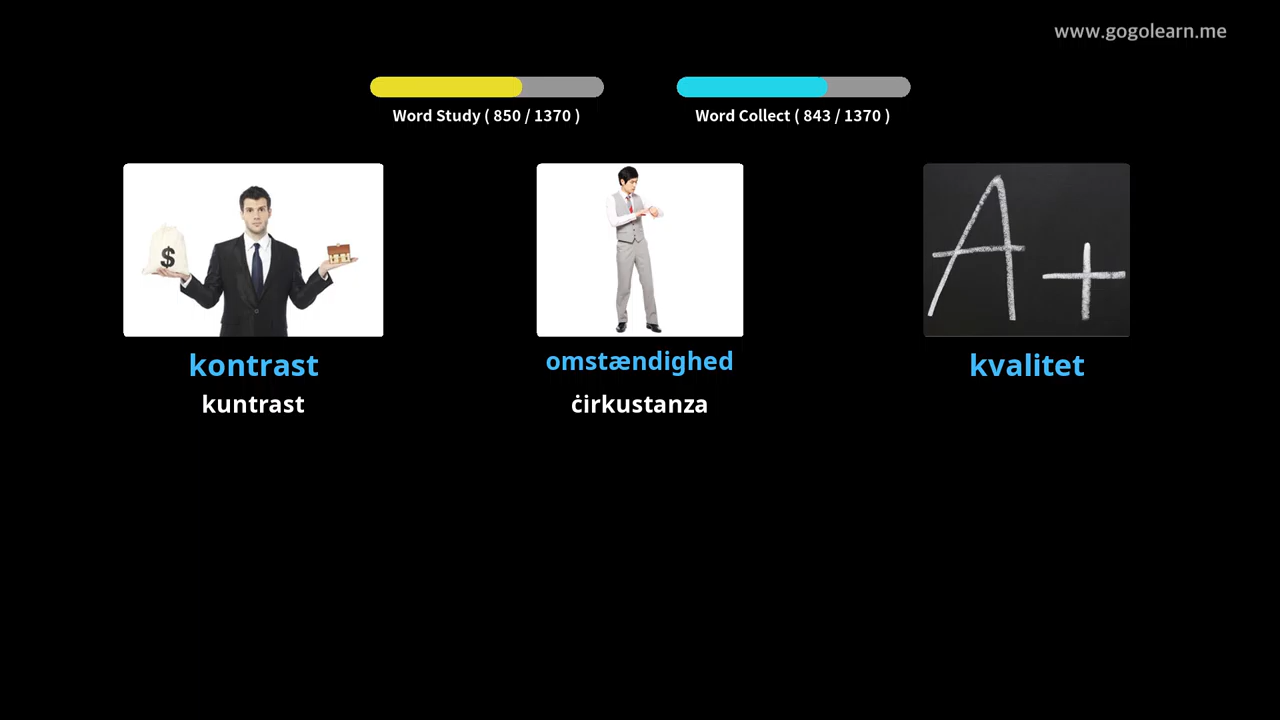 www.gogolearn.me
Word Study ( 850 / 1370 )
Word Collect ( 843 / 1370 )
$
A+
kontrast
omstændighed
kvalitet
kuntrast
ċirkustanza